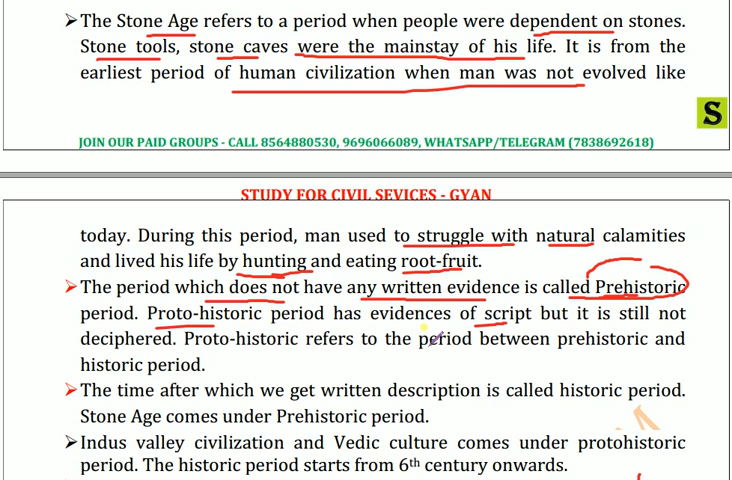 ➤The Stone Age refers to a period when people were dependent on stones.
Stone tools, stone caves were the mainstay of his life. It is from the
earliest period of human civilization when man was not evolved like
S
JOIN OUR PAID GROUPS - CALL 8564880530, 9696066089, WHATSAPP/TELEGRAM (7838692618)
STUDY FOR CIVIL SEVICES - GYAN
today. During this period, man used to struggle with natural calamities
and lived his life by hunting and eating root-fruit.
➤The period which does not have any written evidence is called Prehistoric
period. Proto-historic period has evidences of script but it is still not
deciphered. Proto-historic refers to the period between prehistoric and
historic period.
➤The time after which we get written description is called historic period.
Stone Age comes under Prehistoric period.
➤Indus valley civilization and Vedic culture comes under protohistoric
period. The historic period starts from 6th century onwards.